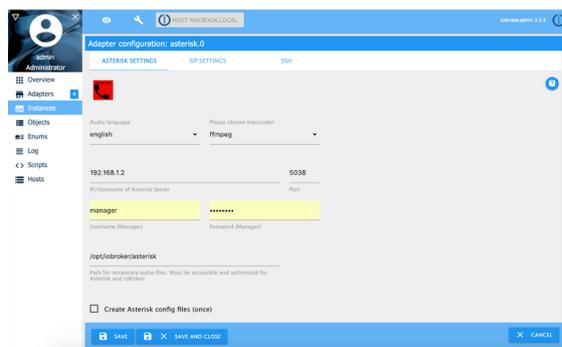 HOST MACBOOK.LOCAL
iobroker.admin 3.5.3
Adapter configuration: asterisk.0
ASTERISK SETTINGS
SIP SETTINGS
SSH
admin
Administrator
Overview
Adapters
4
Instances
Objects
Enums
Log
Scripts
Hosts
Audio language
Please choose transcoder
english
ffmpeg
192.168.1.2
5038
IP/Hostname of Asterisk Server
Port
manager
••••••••
Username (Manager)
Password (Manager)
/opt/iobroker/asterisk
Path for temporary audio files. Must be accessible and authorized for
Asterisk and ioBroker
Create Asterisk config files (once)
SAVE
SAVE AND CLOSE
CANCEL